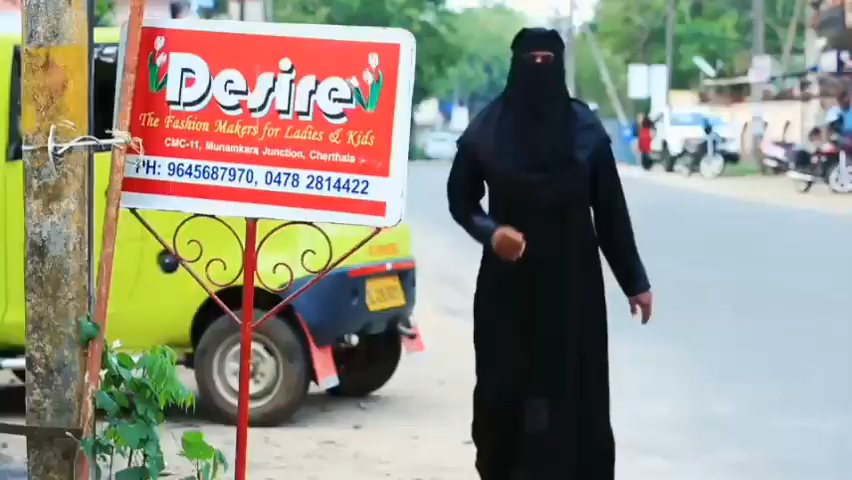 Desire
The Fashion Makers for Ladies & Kids
CMC-11, Munamkara Junction, Cherthala
PH: 9645687970, 0478 2814422